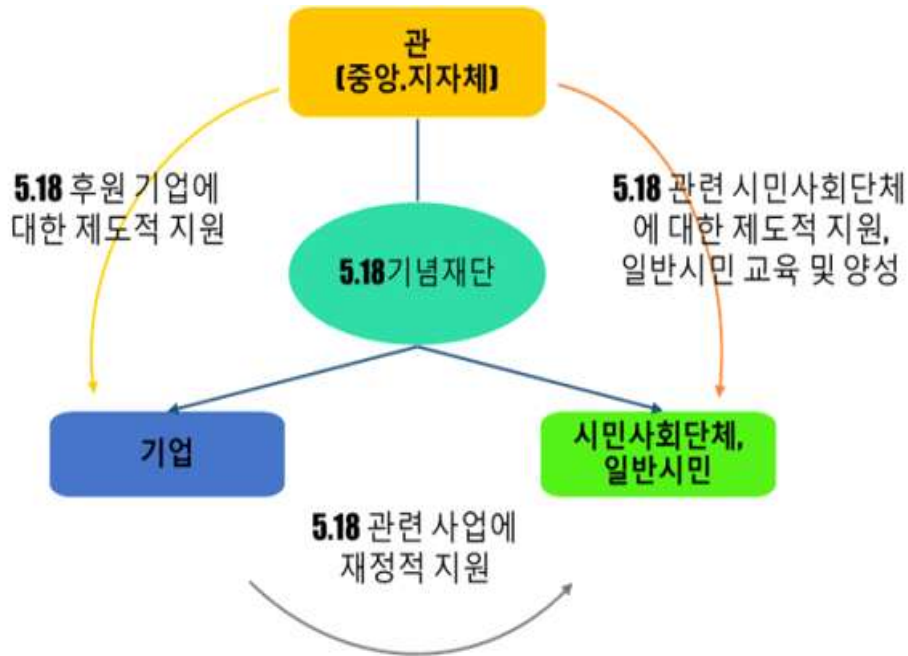 관
(중앙.지자체)
5.18 후원 기업에
대한 제도적 지원
5.18 관련 시민사회단체
에 대한 제도적 지원,
일반시민 교육 및 양성
5.18기념재단
기업
시민사회단체,
일반시민
5.18 관련 사업에
재정적 지원